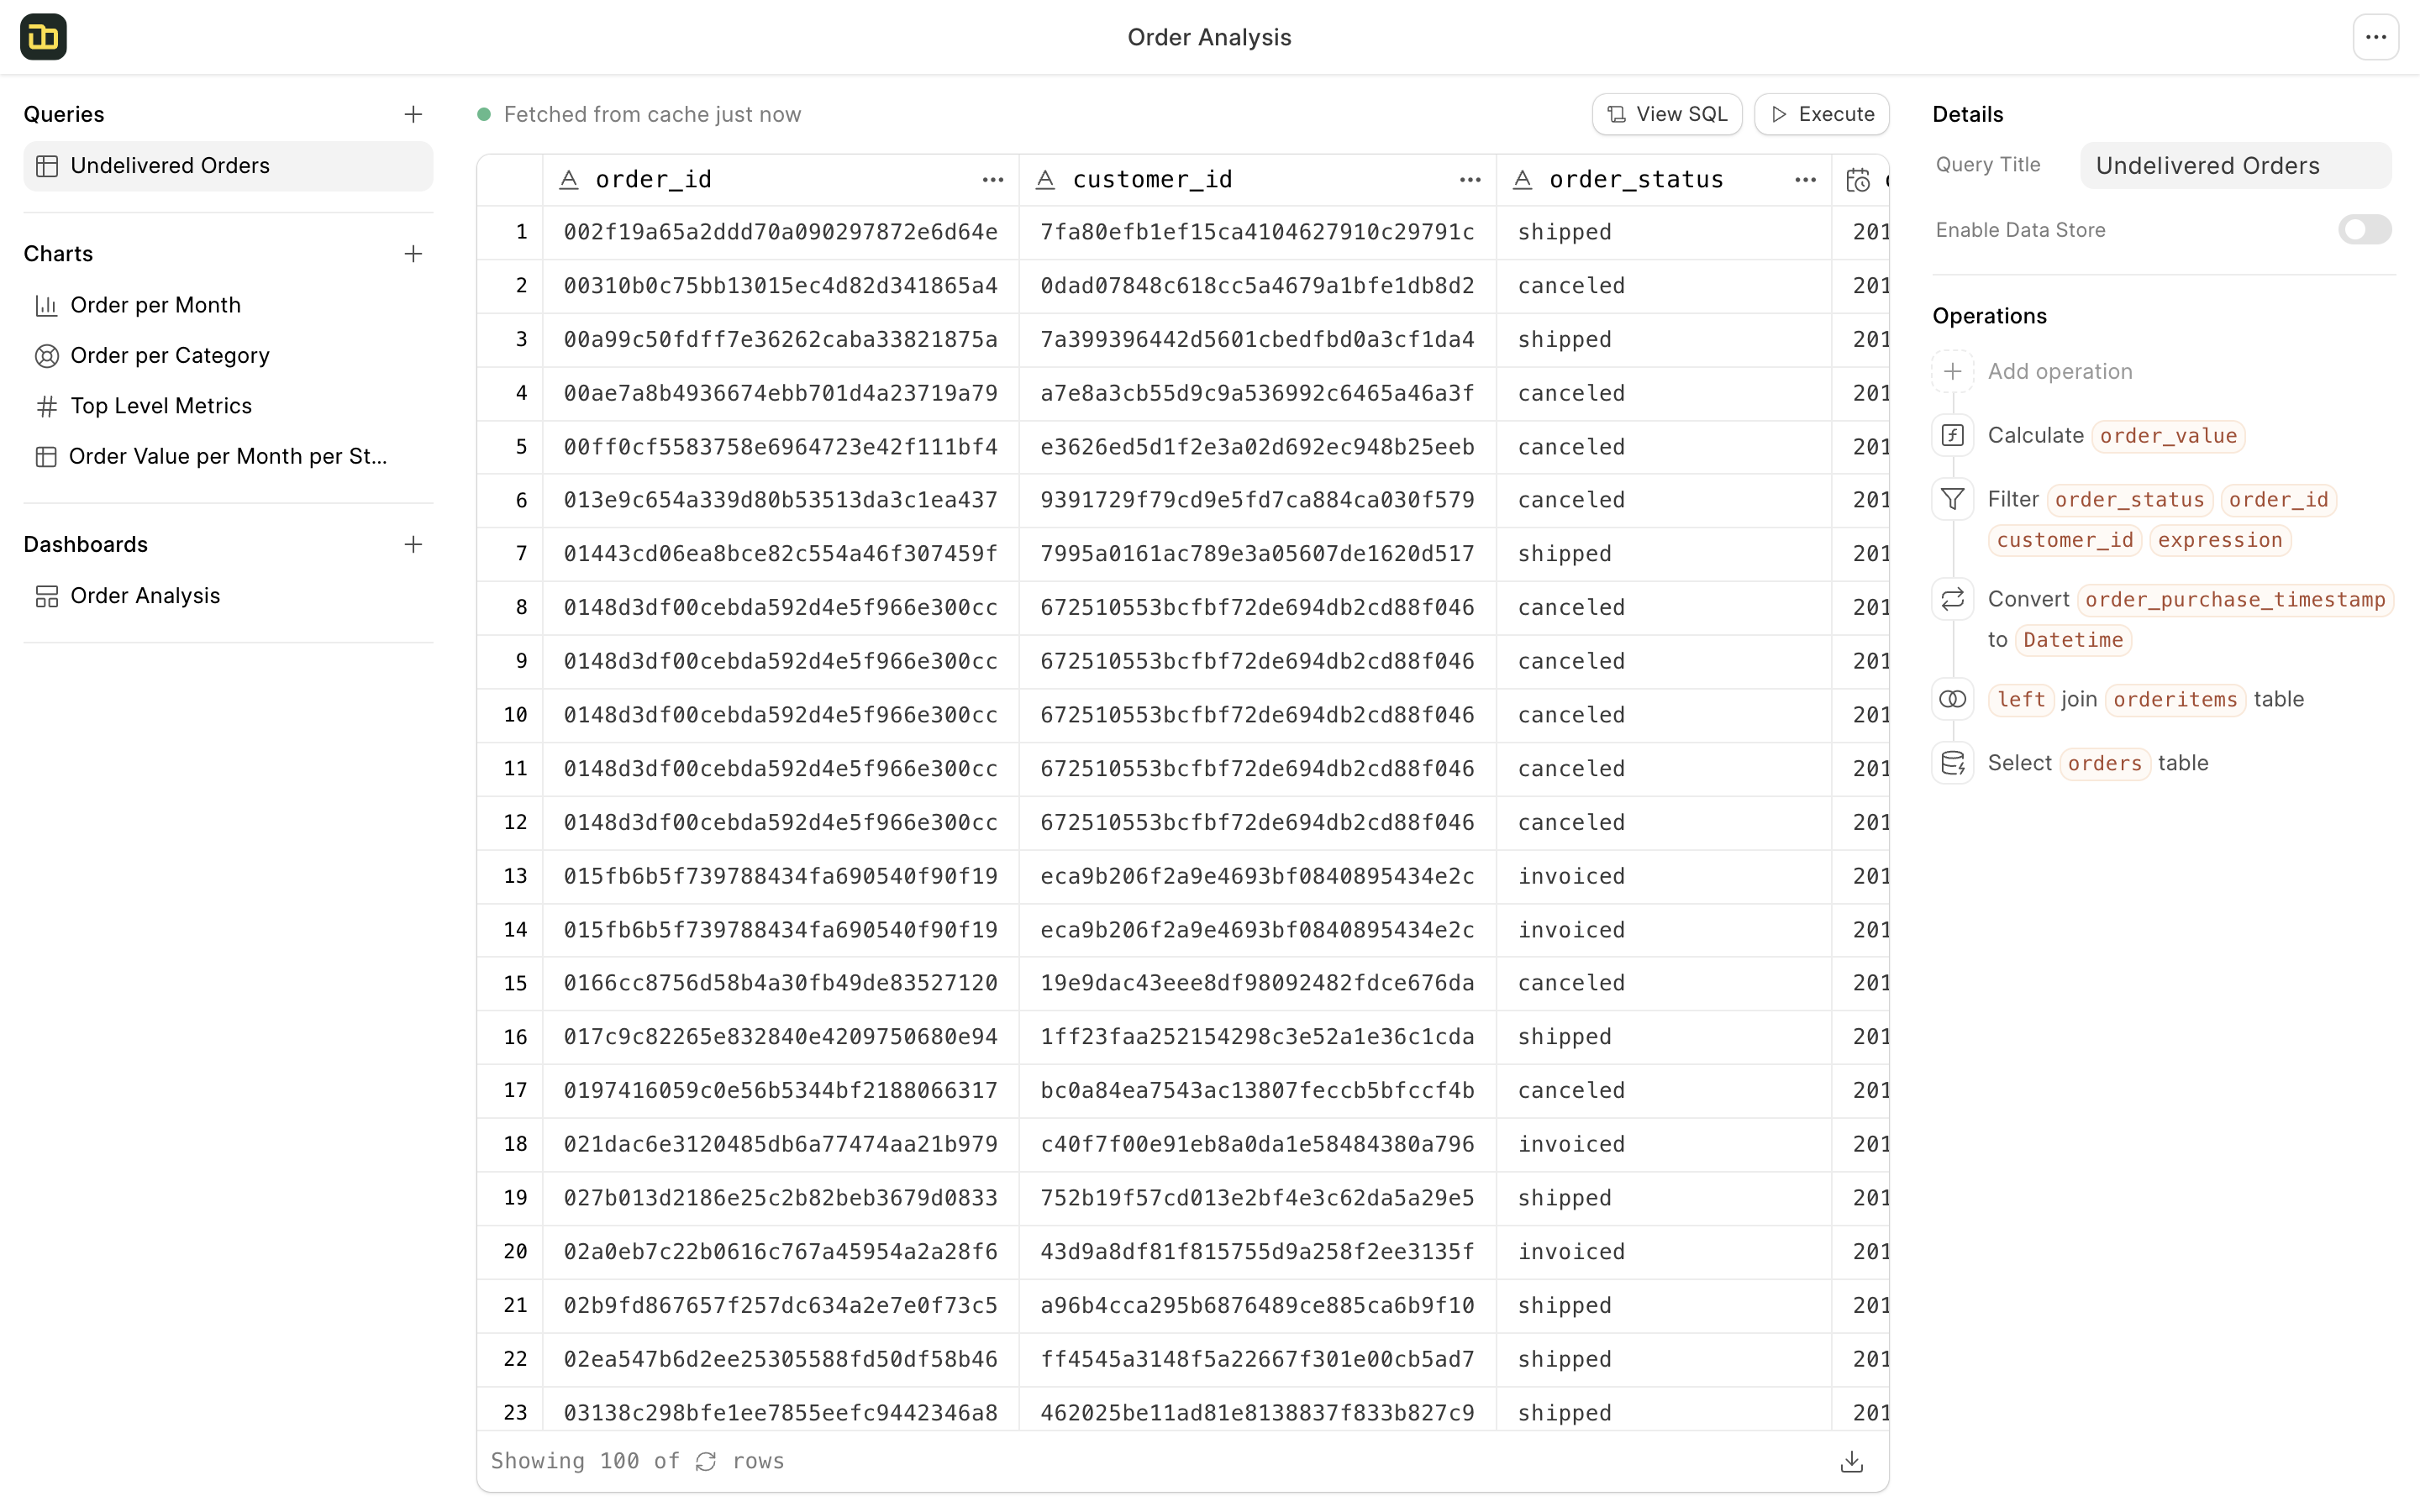 Order Analysis
Queries
Undelivered Orders
Charts
Order per Month
Order per Category
Top Level Metrics
Order Value per Month per St...
Dashboards
Order Analysis
Fetched from cache just now
View SQL
Execute
order_id customer_id order_status
1 002f19a65a2ddd70a090297872e6d64e 7fa80efb1ef15ca4104627910c29791c shipped 201
2 00310b0c75bb13015ec4d82d341865a4 0dad07848c618cc5a4679a1bfe1db8d2 canceled 201
3 00a99c50fdff7e36262caba33821875a 7a399396442d5601cbedfbd0a3cf1da4 shipped 201
4 00ae7a8b4936674ebb701d4a23719a79 a7e8a3cb55d9c9a536992c6465a46a3f canceled 201
5 00ff0cf5583758e6964723e42f111bf4 e3626ed5d1f2e3a02d692ec948b25eeb canceled 201
6 013e9c654a339d80b53513da3c1ea437 9391729f79cd9e5fd7ca884ca030f579 canceled 201
7 01443cd06ea8bce82c554a46f307459f 7995a0161ac789e3a05607de1620d517 shipped 201
8 0148d3df00cebda592d4e5f966e300cc 672510553bcfbf72de694db2cd88f046 canceled 201
9 0148d3df00cebda592d4e5f966e300cc 672510553bcfbf72de694db2cd88f046 canceled 201
10 0148d3df00cebda592d4e5f966e300cc 672510553bcfbf72de694db2cd88f046 canceled 201
11 0148d3df00cebda592d4e5f966e300cc 672510553bcfbf72de694db2cd88f046 canceled 201
12 0148d3df00cebda592d4e5f966e300cc 672510553bcfbf72de694db2cd88f046 canceled 201
13 015fb6b5f739788434fa690540f90f19 eca9b206f2a9e4693bf0840895434e2c invoiced 201
14 015fb6b5f739788434fa690540f90f19 eca9b206f2a9e4693bf0840895434e2c invoiced 201
15 0166cc8756d58b4a30fb49de83527120 19e9dac43eee8df98092482fdce676da canceled 201
16 017c9c82265e832840e4209750680e94 1ff23faa252154298c3e52a1e36c1cda shipped 201
17 0197416059c0e56b5344bf2188066317 bc0a84ea7543ac13807feccb5bfccf4b canceled 201
18 021dac6e3120485db6a77474aa21b979 c40f7f00e91eb8a0da1e58484380a796 invoiced 201
19 027b013d2186e25c2b82beb3679d0833 752b19f57cd013e2bf4e3c62da5a29e5 shipped 201
20 02a0eb7c22b0616c767a45954a2a28f6 43d9a8df81f815755d9a258f2ee3135f invoiced 201
21 02b9fd867657f257dc634a2e7e0f73c5 a96b4cca295b6876489ce885ca6b9f10 shipped 201
22 02ea547b6d2ee25305588fd50df58b46 ff4545a3148f5a22667f301e00cb5ad7 shipped 201
23 03138c298bfe1ee7855eefc9442346a8 462025be11ad81e8138837f833b827c9 shipped 201
Showing 100 of rows
Details
Query Title Undelivered Orders
Enable Data Store
Operations
Add operation
Calculate order_value
Filter order_status order_id
customer_id expression
Convert order_purchase_timestamp
to Datetime
left join orderitems table
Select orders table